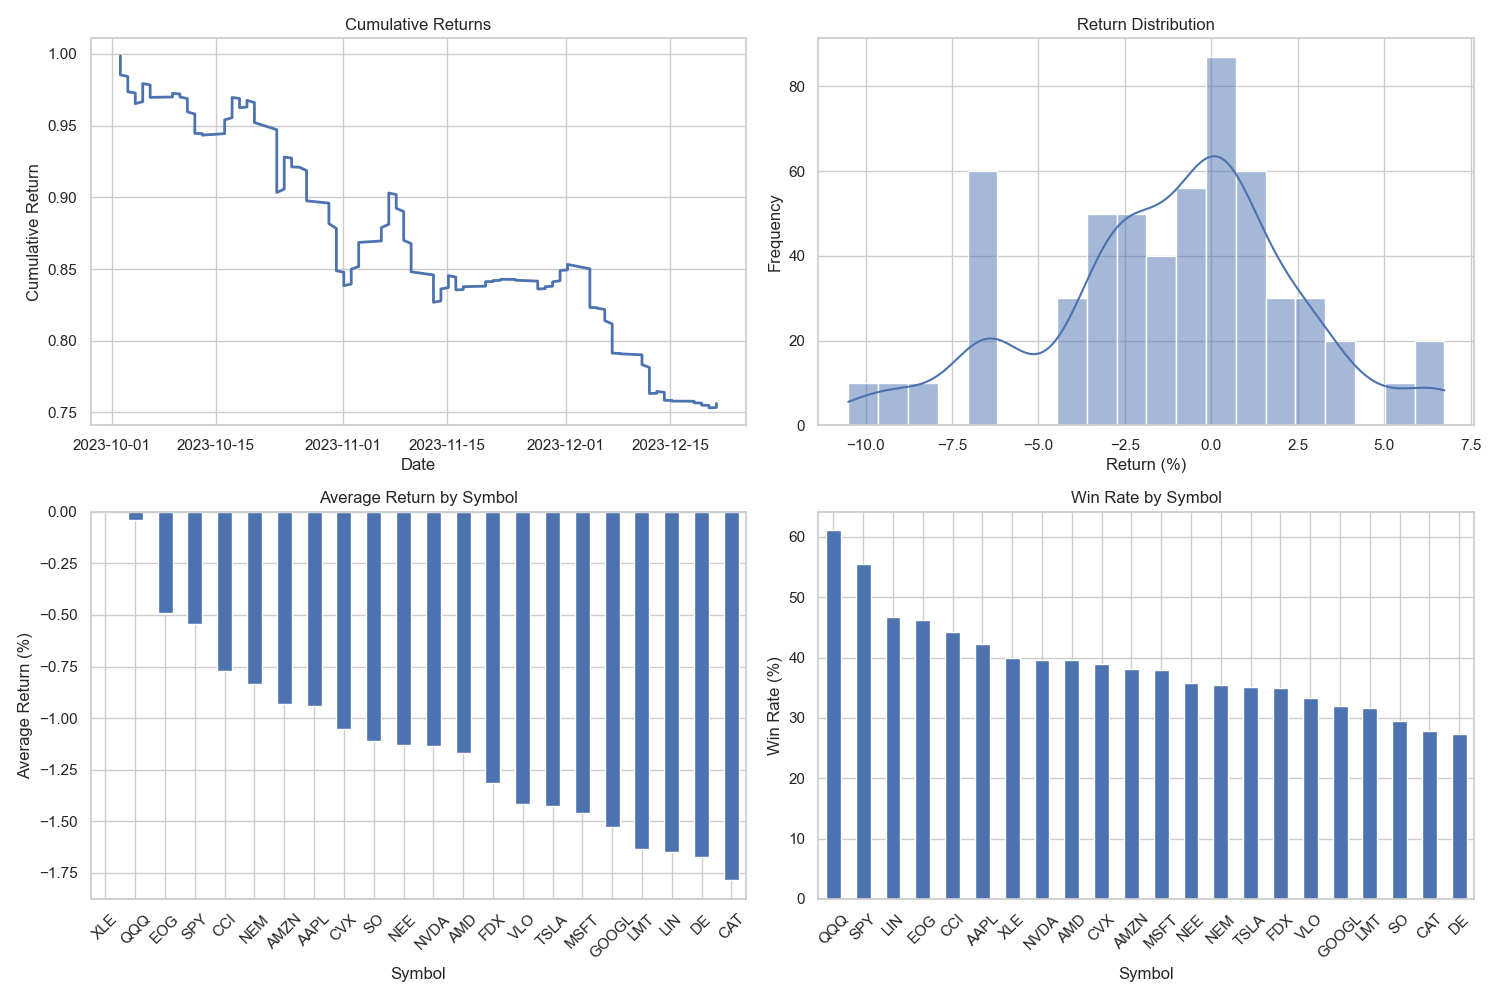 Cumulative Returns
Cumulative Return
1.00
0.95
0.90
0.85
0.80
0.75
2023-10-01 2023-10-15 2023-11-01 2023-11-15 2023-12-01 2023-12-15
Date
Return Distribution
Frequency
80
60
40
20
0
−10.0 −7.5 −5.0 −2.5 0.0 2.5 5.0 7.5
Return (%)
Average Return by Symbol
Average Return (%)
0.00
−0.25
−0.50
−0.75
−1.00
−1.25
−1.50
−1.75
XLE QQQ EOG SPY CCI NEM AMZN AAPL CVX SO NEE NVDA AMD FDX VLO TSLA MSFT GOOGL LMT LIN DE CAT
Symbol
Win Rate by Symbol
Win Rate (%)
60
50
40
30
20
10
0
QQQ SPY LIN EOG CCI AAPL XLE NVDA AMD CVX AMZN MSFT NEE NEM TSLA FDX VLO GOOGL LMT SO CAT DE
Symbol